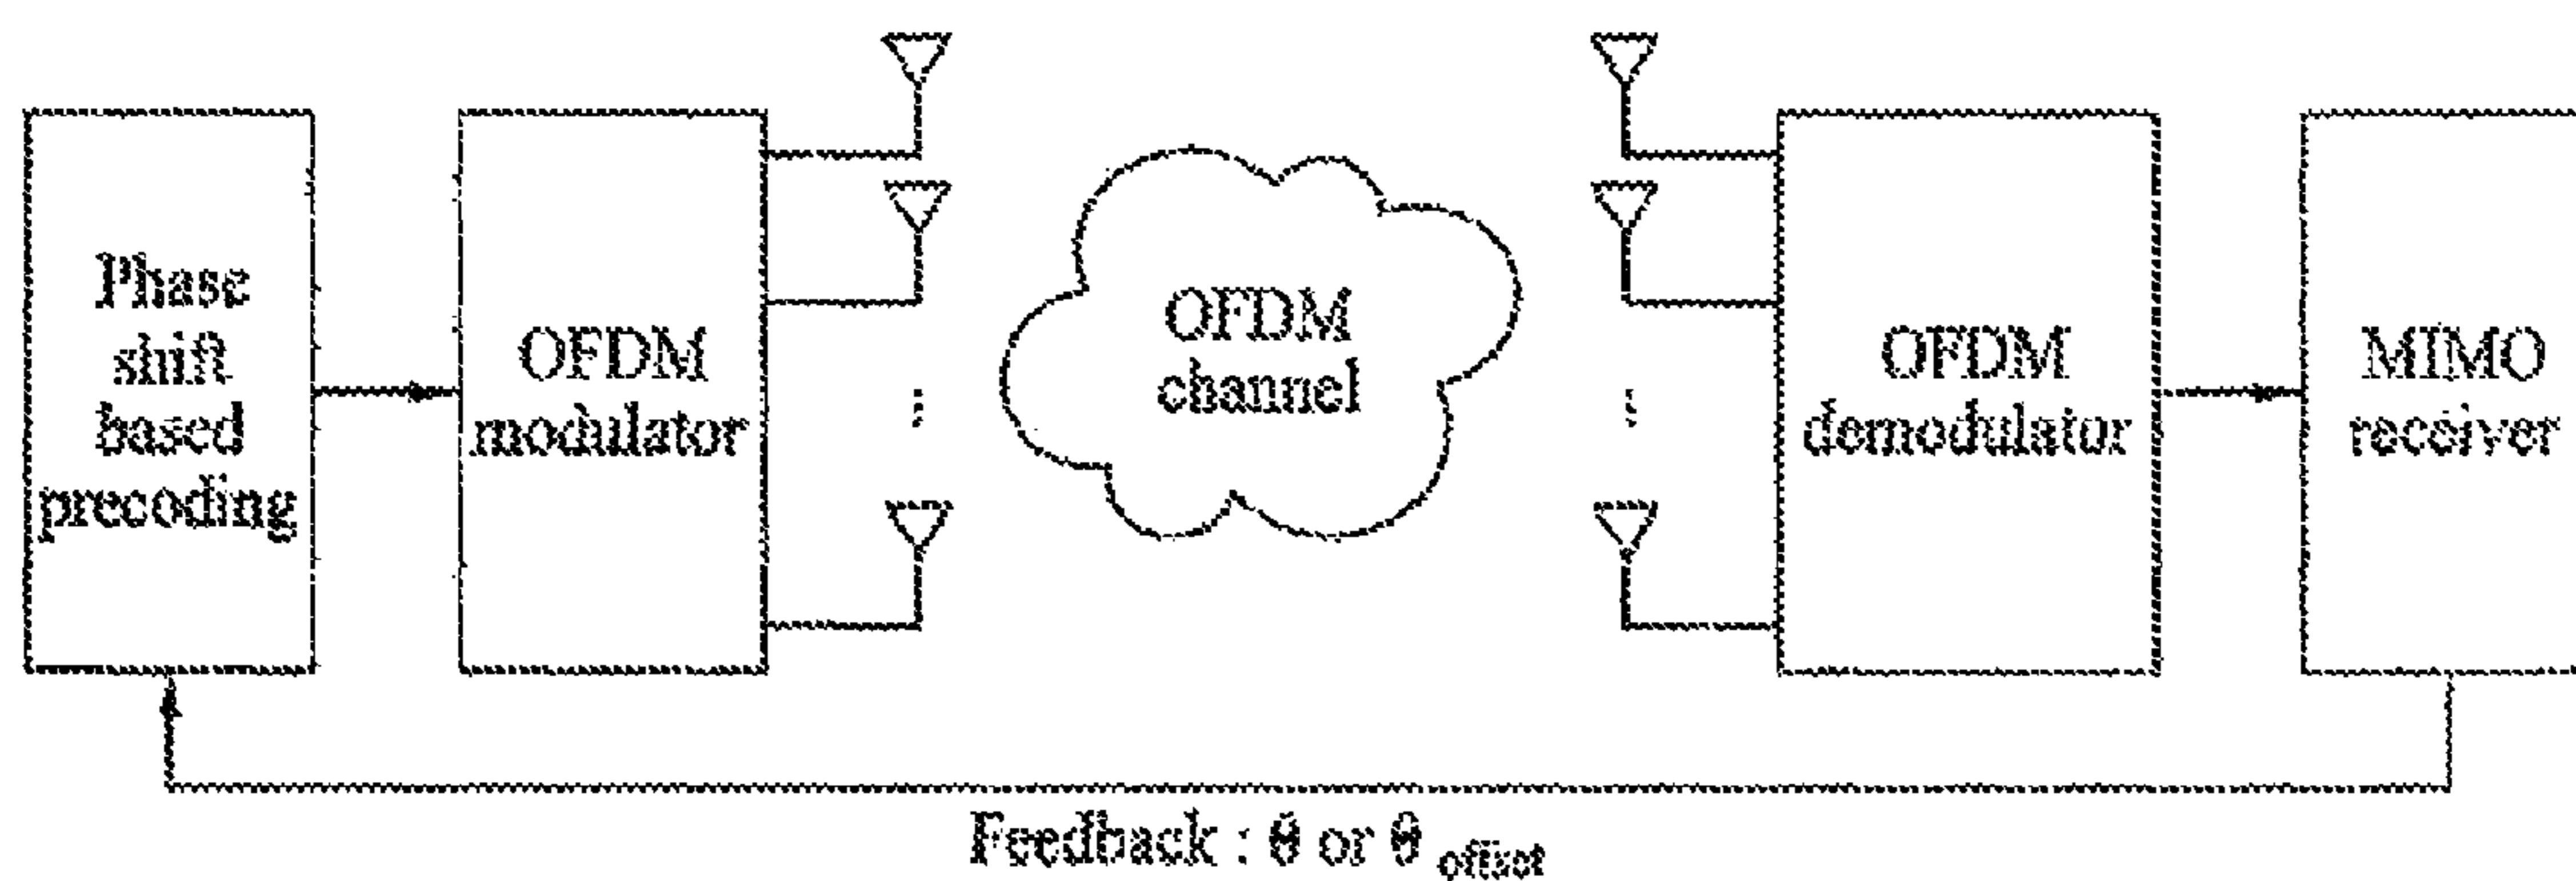 Phase
shift
based
precoding
OFDM
modulator
OFDM
channel
OFDM
demodulator
MIMO
receiver
Feedback : θ or θ offset